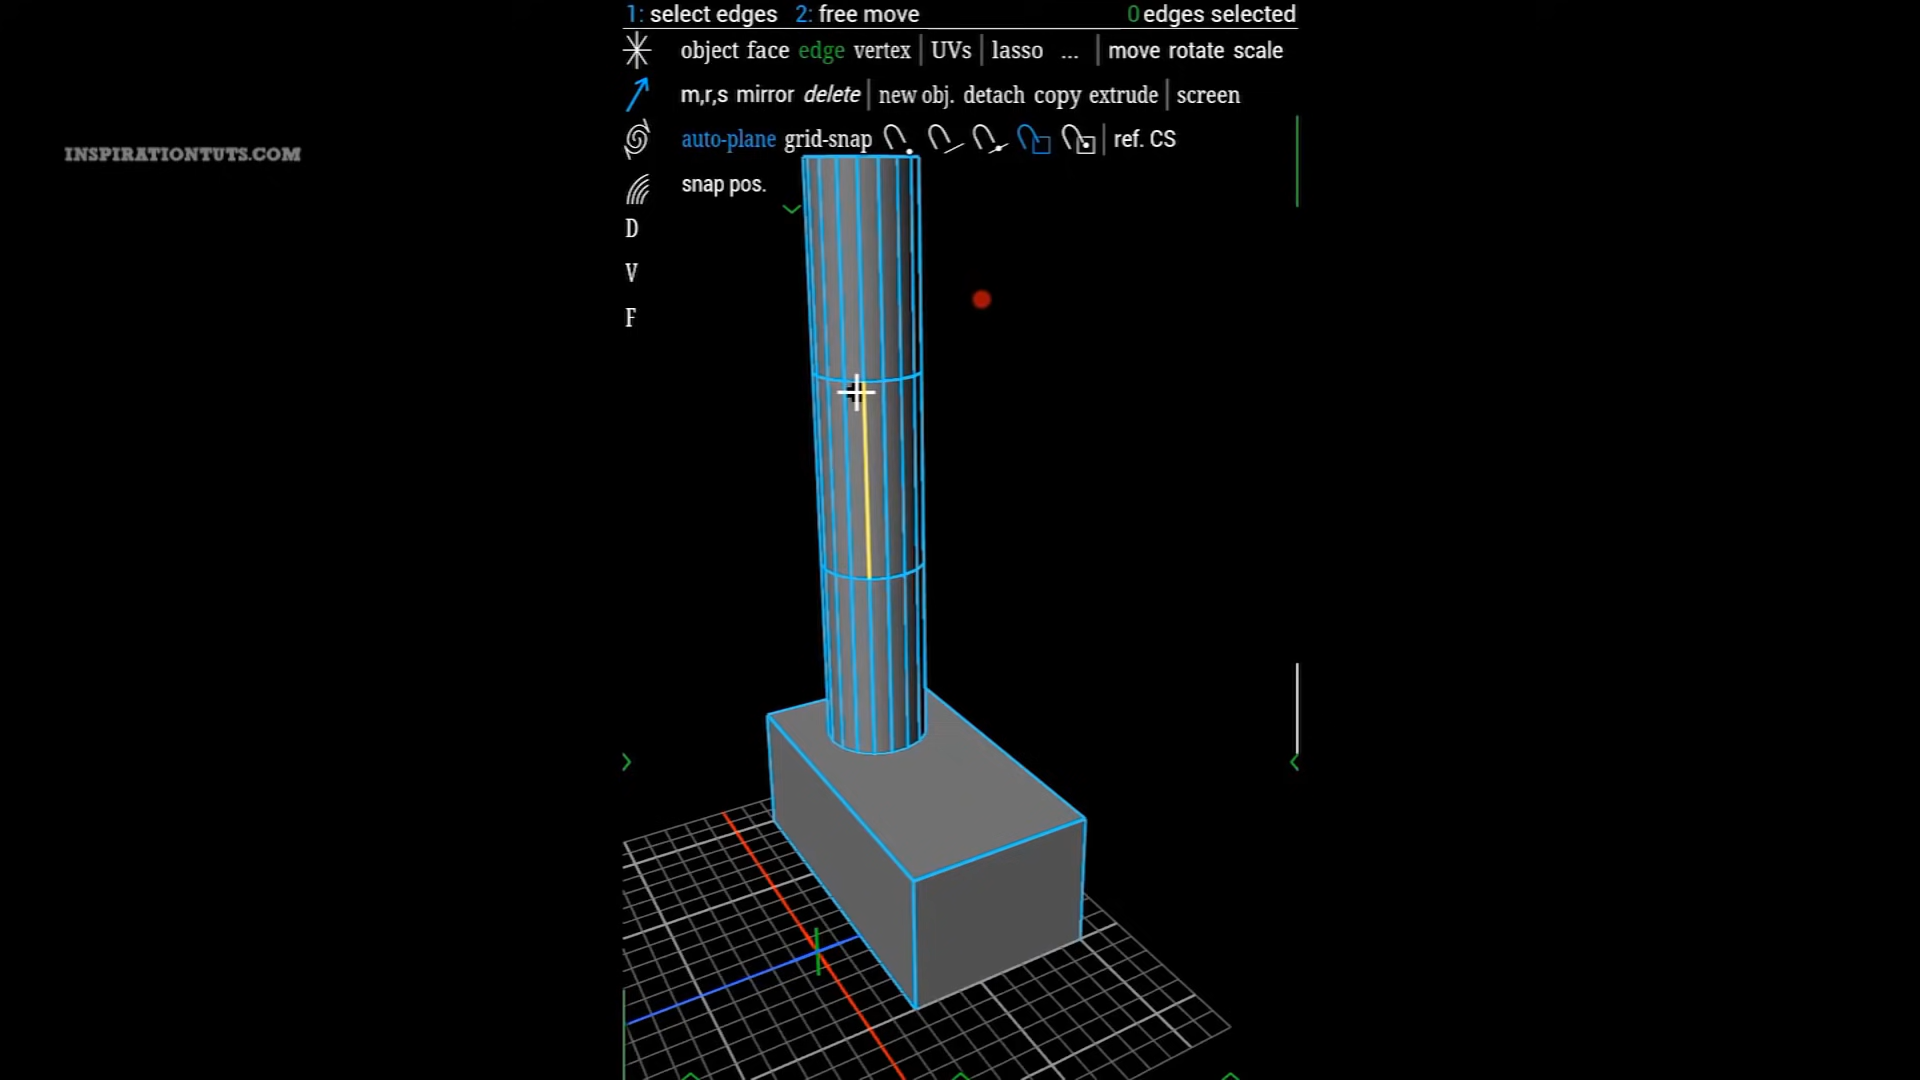 1: select edges 2: free move 0 edges selected
object face edge vertex | UVs | lasso ... | move rotate scale
m,r,s mirror delete | new obj. detach copy extrude | screen
INSPIRATIONTUTS.COM
auto-plane grid-snap | ref. CS
snap pos.
D
V
F